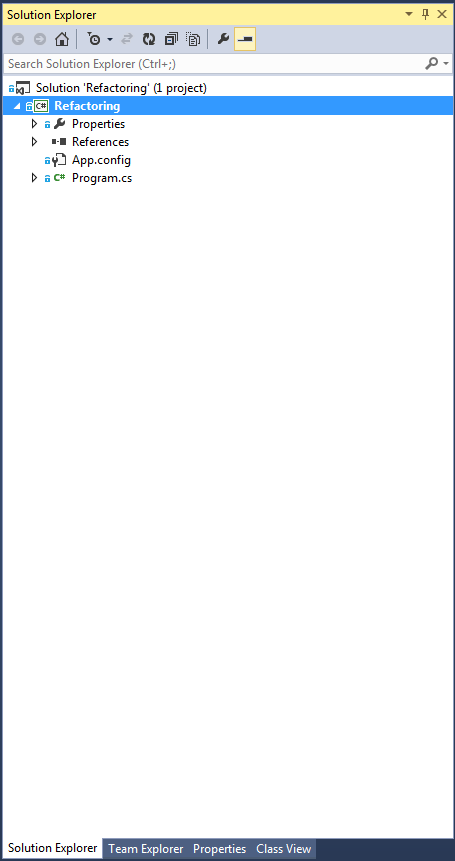 Solution Explorer
Search Solution Explorer (Ctrl+;)
Solution 'Refactoring' (1 project)
C# Refactoring
Properties
References
App.config
C# Program.cs
Solution Explorer Team Explorer Properties Class View